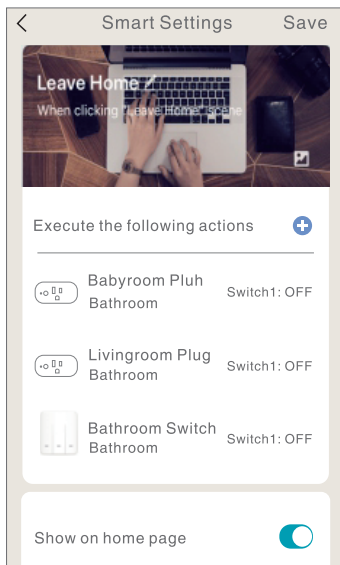 Smart Settings Save
Leave Home
When clicking "Leave Home" scene
Execute the following actions
Babyroom Pluh
Bathroom
Switch1: OFF
Livingroom Plug
Bathroom
Switch1: OFF
Bathroom Switch
Bathroom
Switch1: OFF
Show on home page